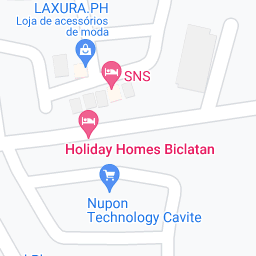 LAXURA.PH
Loja de acessórios
de moda
SNS
Holiday Homes Biclatan
Nupon
Technology Cavite